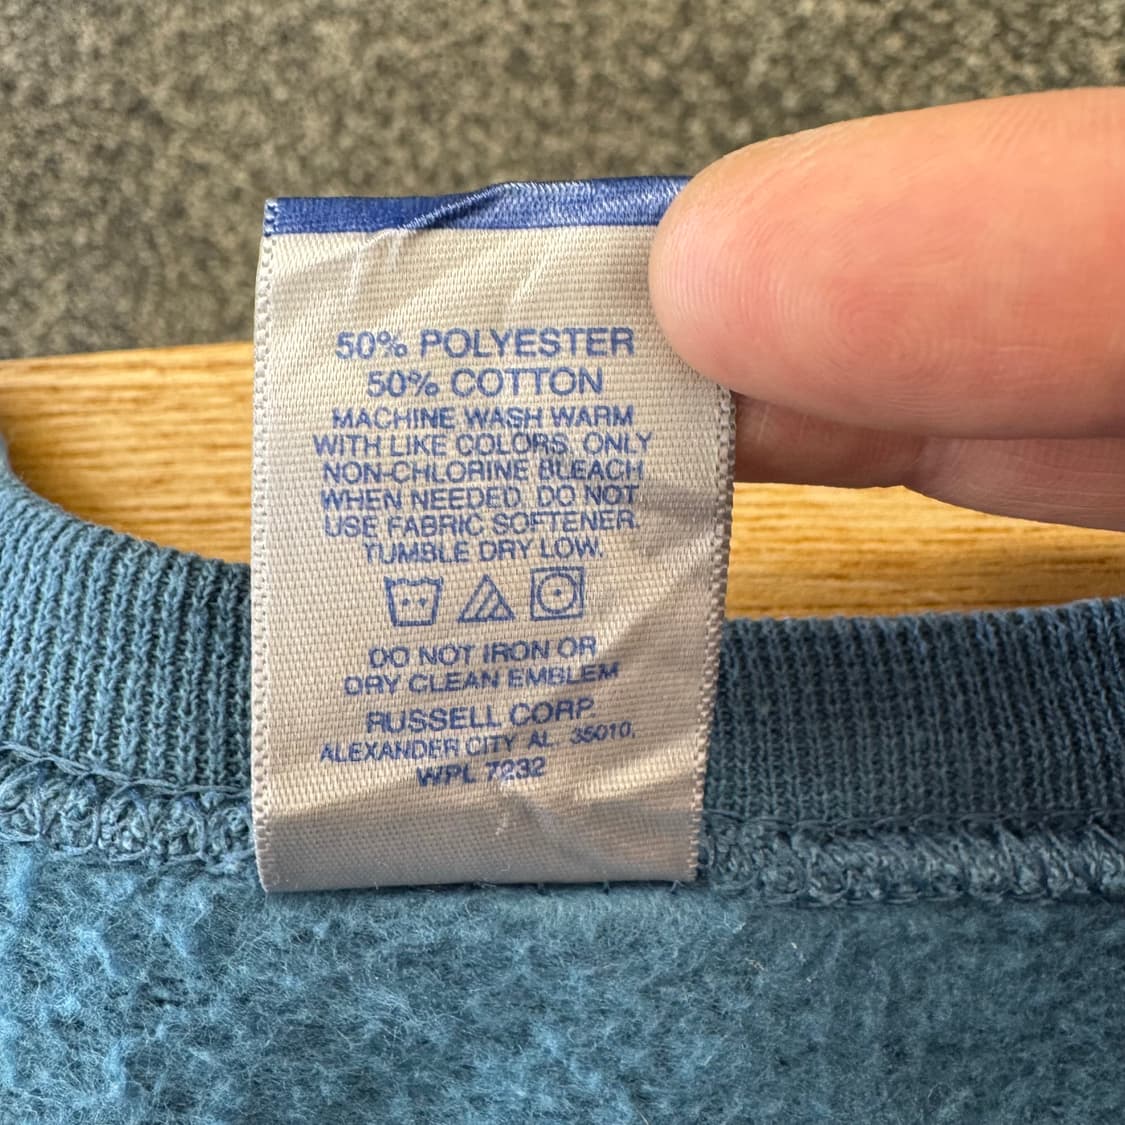 50% POLYESTER
50% COTTON
MACHINE WASH WARM
WITH LIKE COLORS, ONLY
NON-CHLORINE BLEACH
WHEN NEEDED. DO NOT
USE FABRIC SOFTENER.
TUMBLE DRY LOW.
DO NOT IRON OR
DRY CLEAN EMBLEM
RUSSELL CORP.
ALEXANDER CITY AL. 35010,
WPL 7232